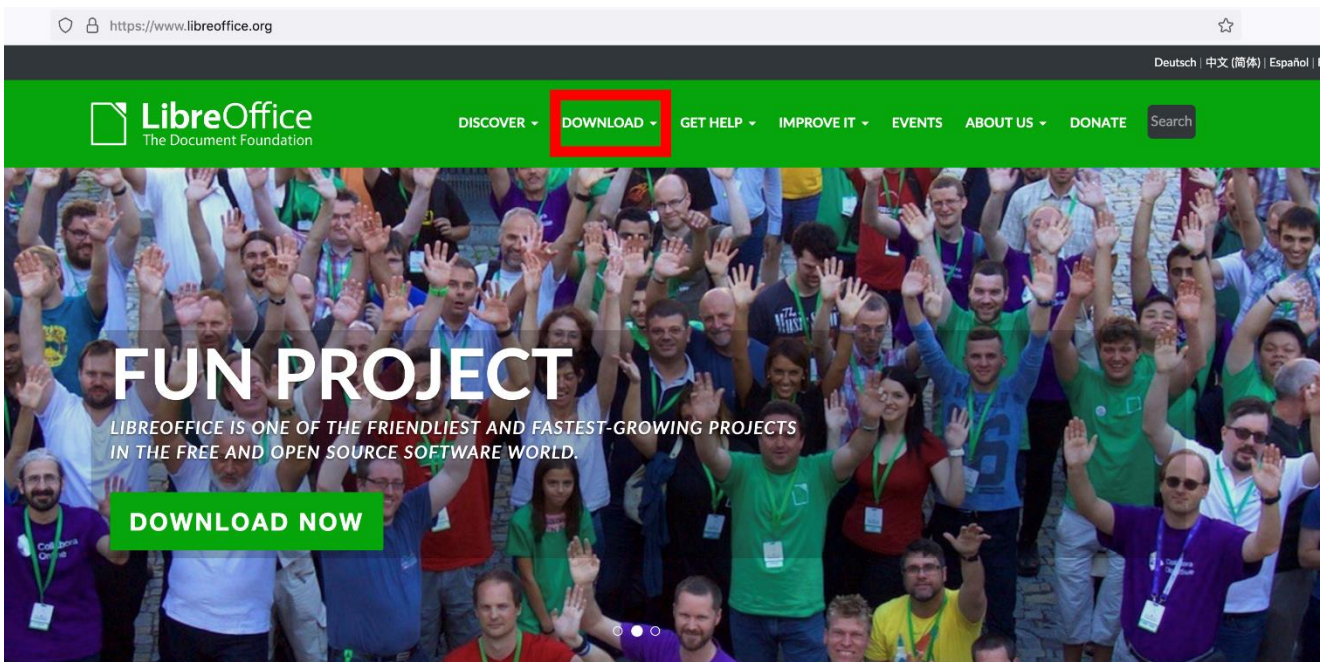 https://www.libreoffice.org
Deutsch | 中文 (简体) | Español |
LibreOffice
The Document Foundation
DISCOVER DOWNLOAD GET HELP IMPROVE IT EVENTS ABOUT US DONATE Search
FUN PROJECT
LIBREOFFICE IS ONE OF THE FRIENDLIEST AND FASTEST-GROWING PROJECTS
IN THE FREE AND OPEN SOURCE SOFTWARE WORLD.
DOWNLOAD NOW